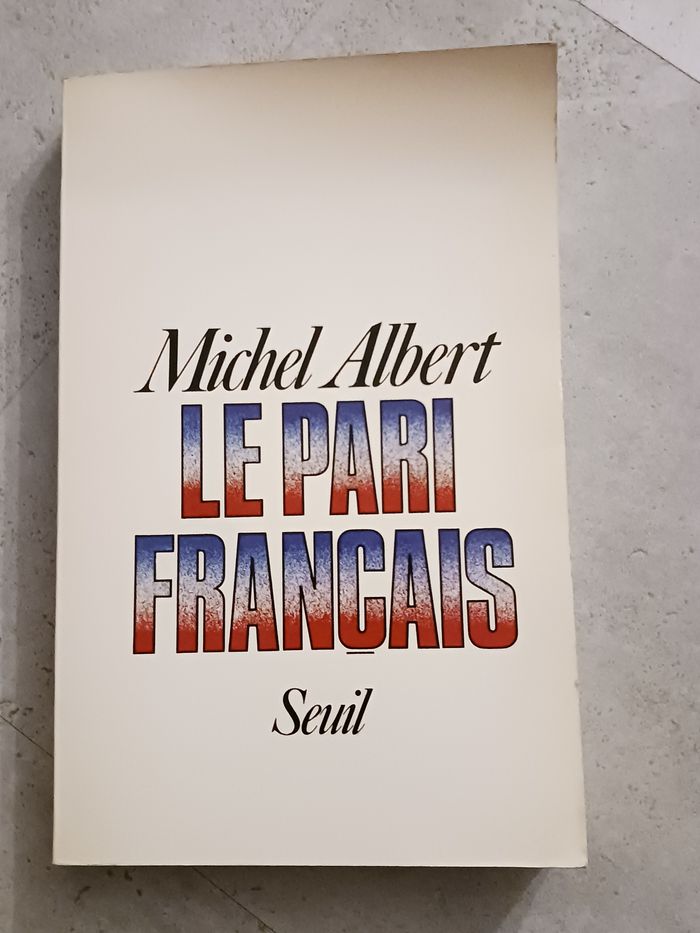 Michel Albert
LE PARI
FRANÇAIS
Seuil